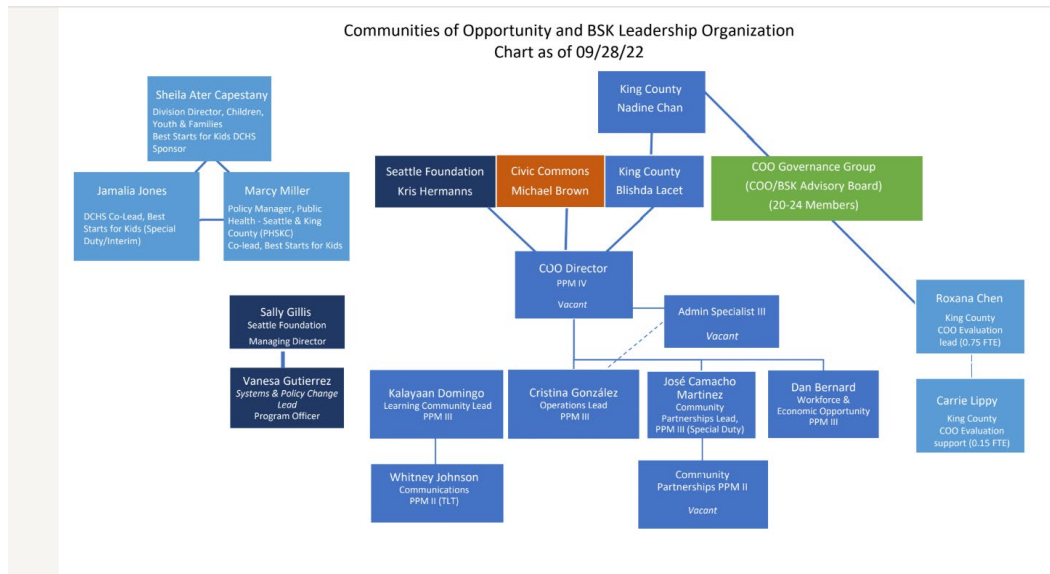 Communities of Opportunity and BSK Leadership Organization
Chart as of 09/28/22
Sheila Ater Capestany
Division Director, Children,
Youth & Families
Best Starts for Kids DCHS
Sponsor
Jamalia Jones
DCHS Co-Lead, Best
Starts for Kids (Special
Duty/Interim)
Marcy Miller
Policy Manager, Public
Health - Seattle & King
County (PHSKC)
Co-lead, Best Starts for Kids
King County
Nadine Chan
Seattle Foundation
Kris Hermanns
Civic Commons
Michael Brown
King County
Blishda Lacet
COO Governance Group
(COO/BSK Advisory Board)
(20-24 Members)
COO Director
PPM IV
Vacant
Admin Specialist III
Vacant
Roxana Chen
King County
COO Evaluation
lead (0.75 FTE)
Carrie Lippy
King County
COO Evaluation
support (0.15 FTE)
Sally Gillis
Seattle Foundation
Managing Director
Vanesa Gutierrez
Systems & Policy Change
Lead
Program Officer
Kalayaan Domingo
Learning Community Lead
PPM III
Cristina González
Operations Lead
PPM III
José Camacho
Martinez
Community
Partnerships Lead,
PPM III (Special Duty)
Dan Bernard
Workforce &
Economic Opportunity
PPM III
Whitney Johnson
Communications
PPM II (TLT)
Community
Partnerships PPM II
Vacant